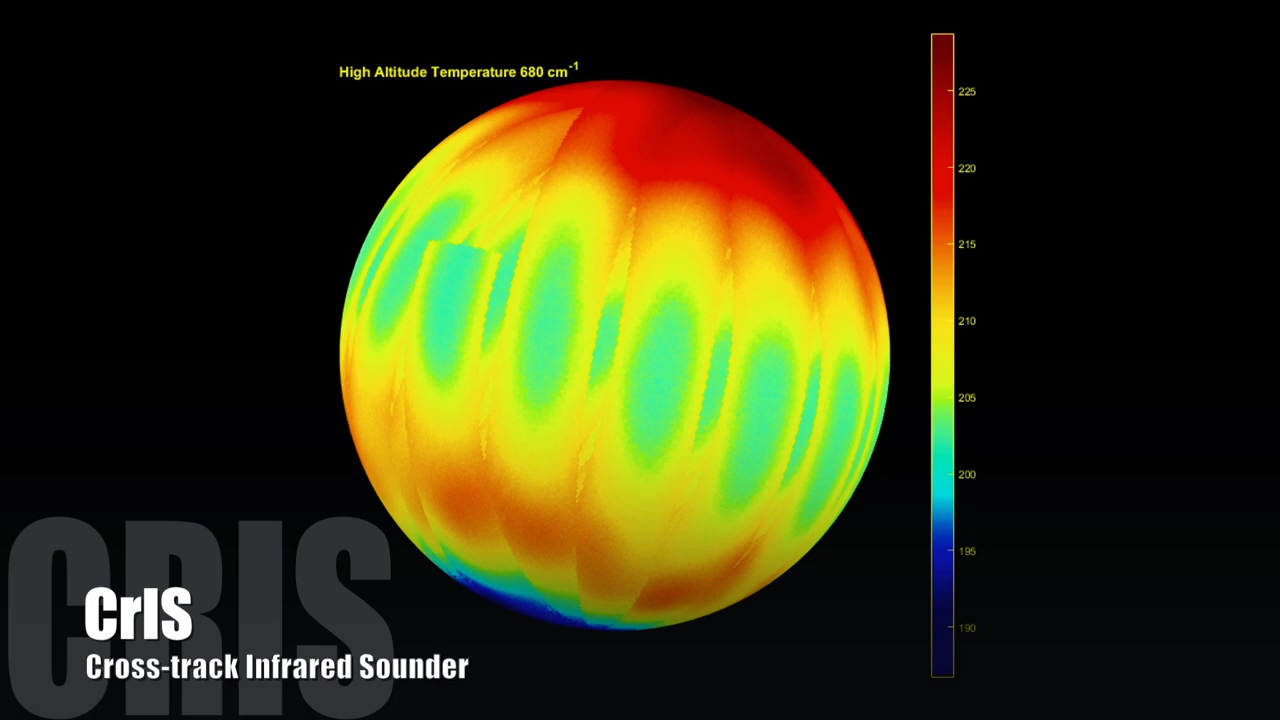 High Altitude Temperature 680 cm⁻¹
225
220
215
210
205
200
195
190
CRIS
CrIS
Cross-track Infrared Sounder